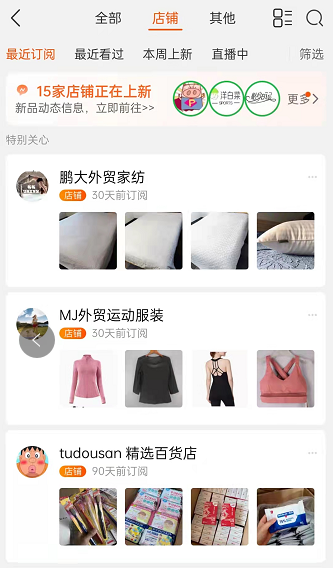 全部
店铺
其他
最近订阅
最近看过
本周上新
直播中
筛选
15家店铺正在上新
新品动态信息，立即前往>>
洋白菜
SPORTS
更多
特别关心
鹏大外贸家纺
店铺 30天前订阅
MJ外贸运动服装
店铺 30天前订阅
tudousan 精选百货店
店铺 90天前订阅